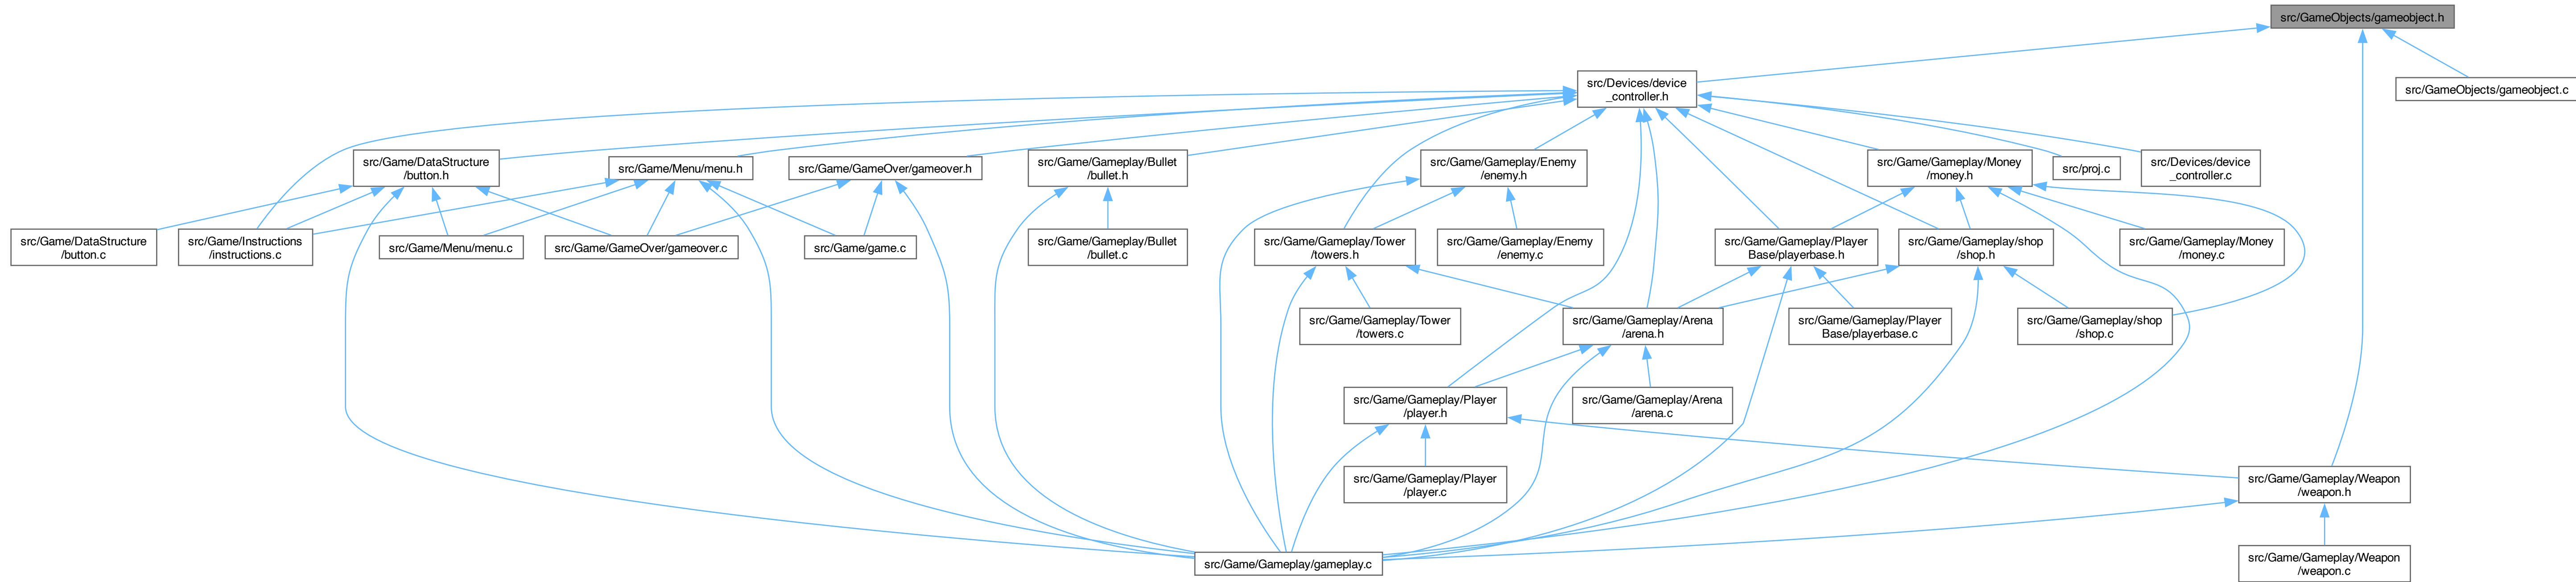 src/GameObjects/gameobject.h
src/Devices/device
_controller.h
src/GameObjects/gameobject.c
src/Game/DataStructure
/button.h
src/Game/Menu/menu.h
src/Game/GameOver/gameover.h
src/Game/Gameplay/Bullet
/bullet.h
src/Game/Gameplay/Enemy
/enemy.h
src/Game/Gameplay/Money
/money.h
src/proj.c
src/Devices/device
_controller.c
src/Game/DataStructure
/button.c
src/Game/Instructions
/instructions.c
src/Game/Menu/menu.c
src/Game/GameOver/gameover.c
src/Game/game.c
src/Game/Gameplay/Bullet
/bullet.c
src/Game/Gameplay/Tower
/towers.h
src/Game/Gameplay/Enemy
/enemy.c
src/Game/Gameplay/Player
Base/playerbase.h
src/Game/Gameplay/shop
/shop.h
src/Game/Gameplay/Money
/money.c
src/Game/Gameplay/Tower
/towers.c
src/Game/Gameplay/Arena
/arena.h
src/Game/Gameplay/Player
Base/playerbase.c
src/Game/Gameplay/shop
/shop.c
src/Game/Gameplay/Player
/player.h
src/Game/Gameplay/Arena
/arena.c
src/Game/Gameplay/Player
/player.c
src/Game/Gameplay/Weapon
/weapon.h
src/Game/Gameplay/gameplay.c
src/Game/Gameplay/Weapon
/weapon.c